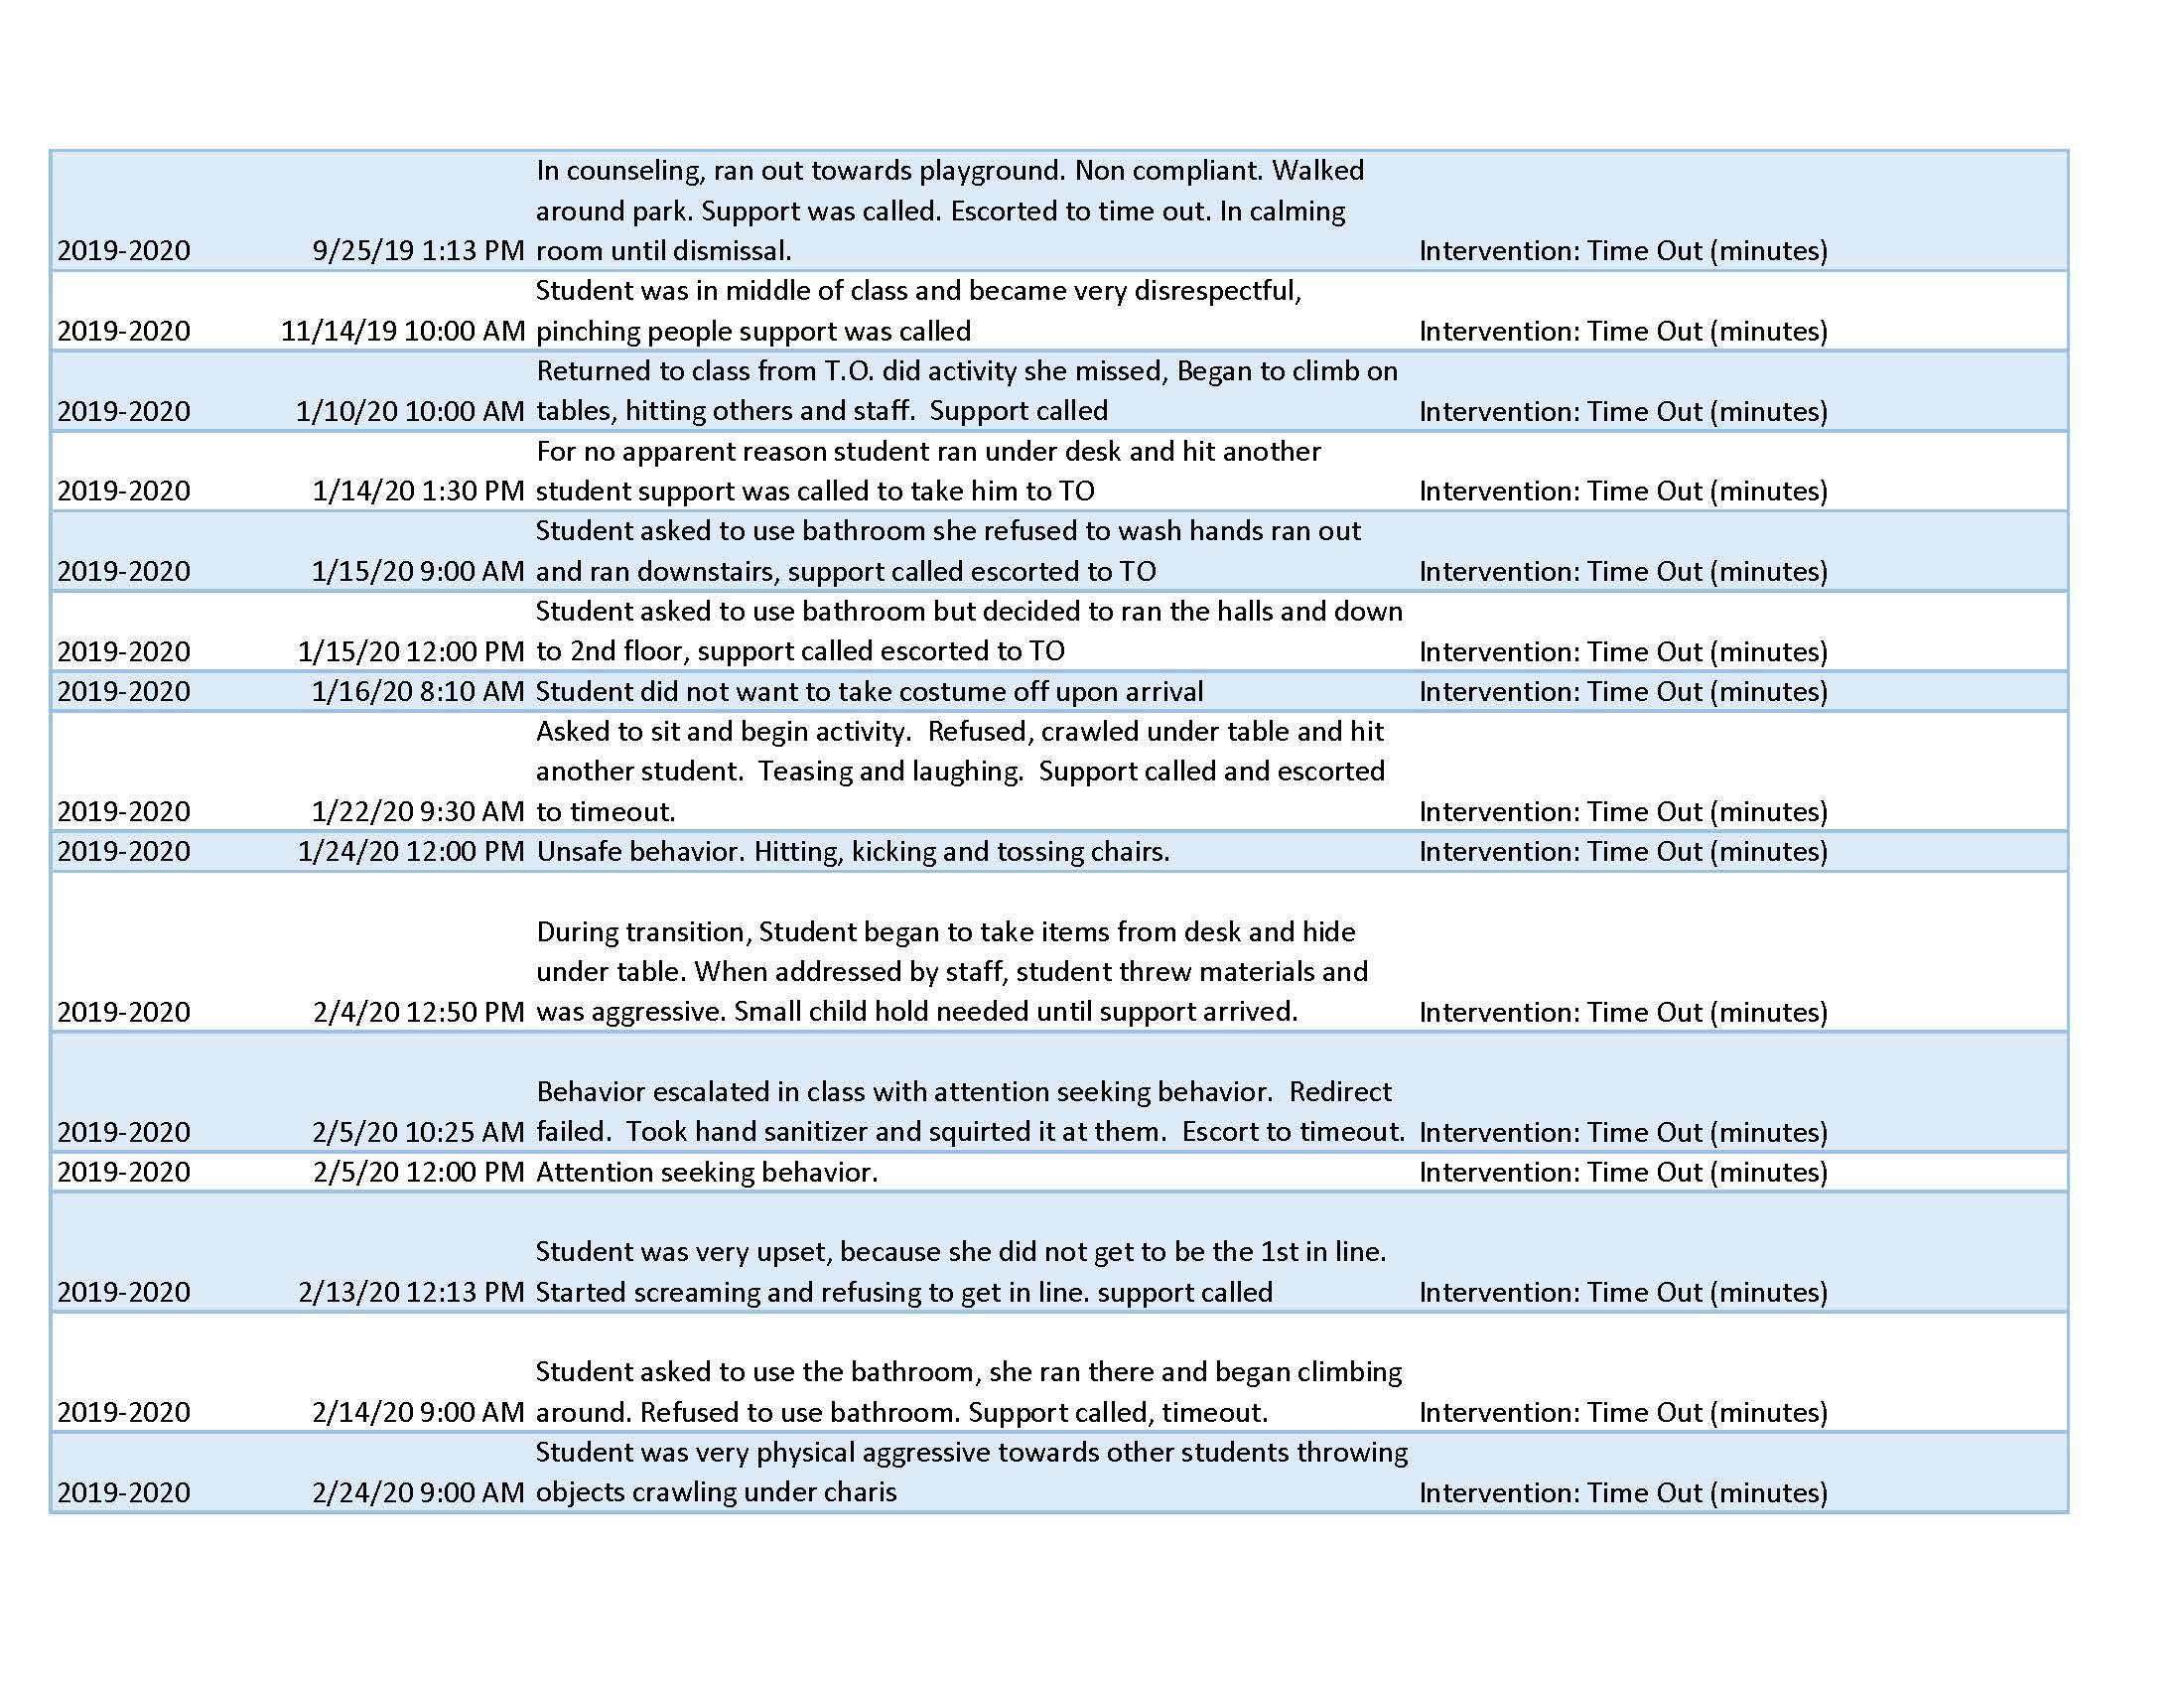 In counseling, ran out towards playground. Non compliant. Walked
around park. Support was called. Escorted to time out. In calming
2019-2020 9/25/19 1:13 PM room until dismissal. Intervention: Time Out (minutes)
Student was in middle of class and became very disrespectful,
2019-2020 11/14/19 10:00 AM pinching people support was called Intervention: Time Out (minutes)
Returned to class from T.O. did activity she missed, Began to climb on
2019-2020 1/10/20 10:00 AM tables, hitting others and staff.  Support called Intervention: Time Out (minutes)
For no apparent reason student ran under desk and hit another
2019-2020 1/14/20 1:30 PM student support was called to take him to TO Intervention: Time Out (minutes)
Student asked to use bathroom she refused to wash hands ran out
2019-2020 1/15/20 9:00 AM and ran downstairs, support called escorted to TO Intervention: Time Out (minutes)
Student asked to use bathroom but decided to ran the halls and down
2019-2020 1/15/20 12:00 PM to 2nd floor, support called escorted to TO Intervention: Time Out (minutes)
2019-2020 1/16/20 8:10 AM Student did not want to take costume off upon arrival Intervention: Time Out (minutes)
Asked to sit and begin activity.  Refused, crawled under table and hit
another student.  Teasing and laughing.  Support called and escorted
2019-2020 1/22/20 9:30 AM to timeout. Intervention: Time Out (minutes)
2019-2020 1/24/20 12:00 PM Unsafe behavior. Hitting, kicking and tossing chairs. Intervention: Time Out (minutes)
During transition, Student began to take items from desk and hide
under table. When addressed by staff, student threw materials and
2019-2020 2/4/20 12:50 PM was aggressive. Small child hold needed until support arrived. Intervention: Time Out (minutes)
Behavior escalated in class with attention seeking behavior.  Redirect
2019-2020 2/5/20 10:25 AM failed.  Took hand sanitizer and squirted it at them.  Escort to timeout. Intervention: Time Out (minutes)
2019-2020 2/5/20 12:00 PM Attention seeking behavior. Intervention: Time Out (minutes)
Student was very upset, because she did not get to be the 1st in line.
2019-2020 2/13/20 12:13 PM Started screaming and refusing to get in line. support called Intervention: Time Out (minutes)
Student asked to use the bathroom, she ran there and began climbing
2019-2020 2/14/20 9:00 AM around. Refused to use bathroom. Support called, timeout. Intervention: Time Out (minutes)
Student was very physical aggressive towards other students throwing
2019-2020 2/24/20 9:00 AM objects crawling under charis Intervention: Time Out (minutes)